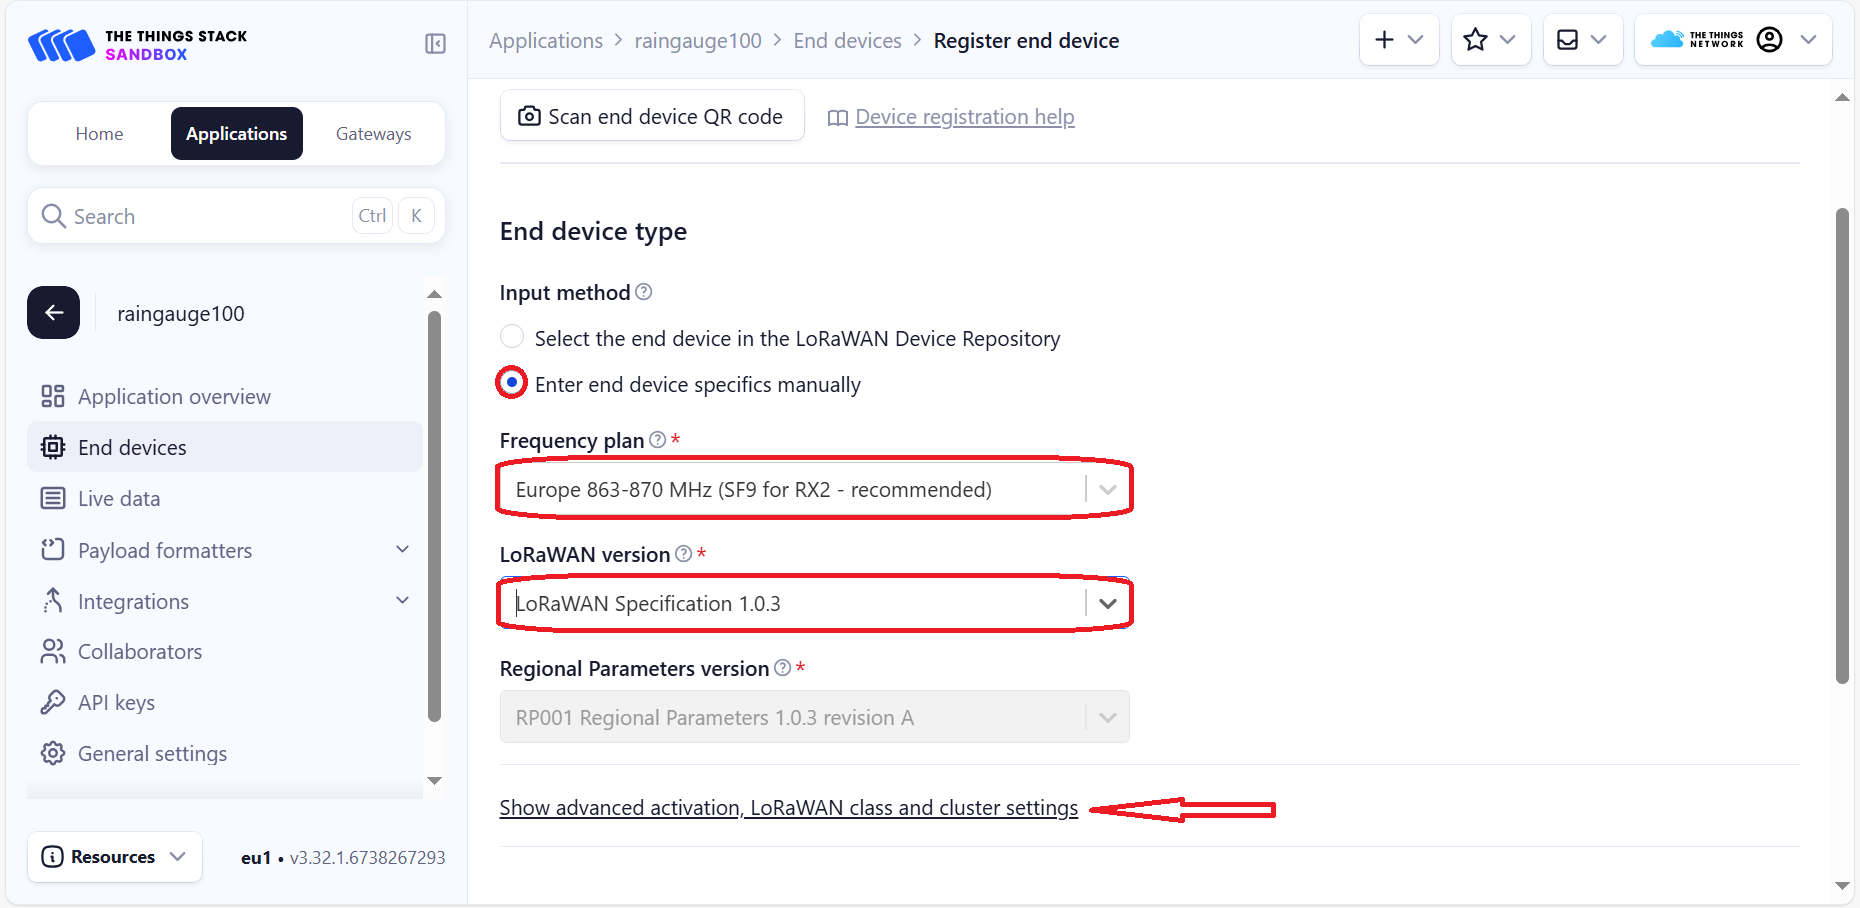 THE THINGS STACK
SANDBOX
Applications > raingauge100 > End devices > Register end device
THE THINGS
NETWORK
Home
Applications
Gateways
Search
Ctrl
K
raingauge100
Application overview
End devices
Live data
Payload formatters
Integrations
Collaborators
API keys
General settings
Resources
eu1 • v3.32.1.6738267293
Scan end device QR code
Device registration help
End device type
Input method
Select the end device in the LoRaWAN Device Repository
Enter end device specifics manually
Frequency plan *
Europe 863-870 MHz (SF9 for RX2 - recommended)
LoRaWAN version *
LoRaWAN Specification 1.0.3
Regional Parameters version *
RP001 Regional Parameters 1.0.3 revision A
Show advanced activation, LoRaWAN class and cluster settings